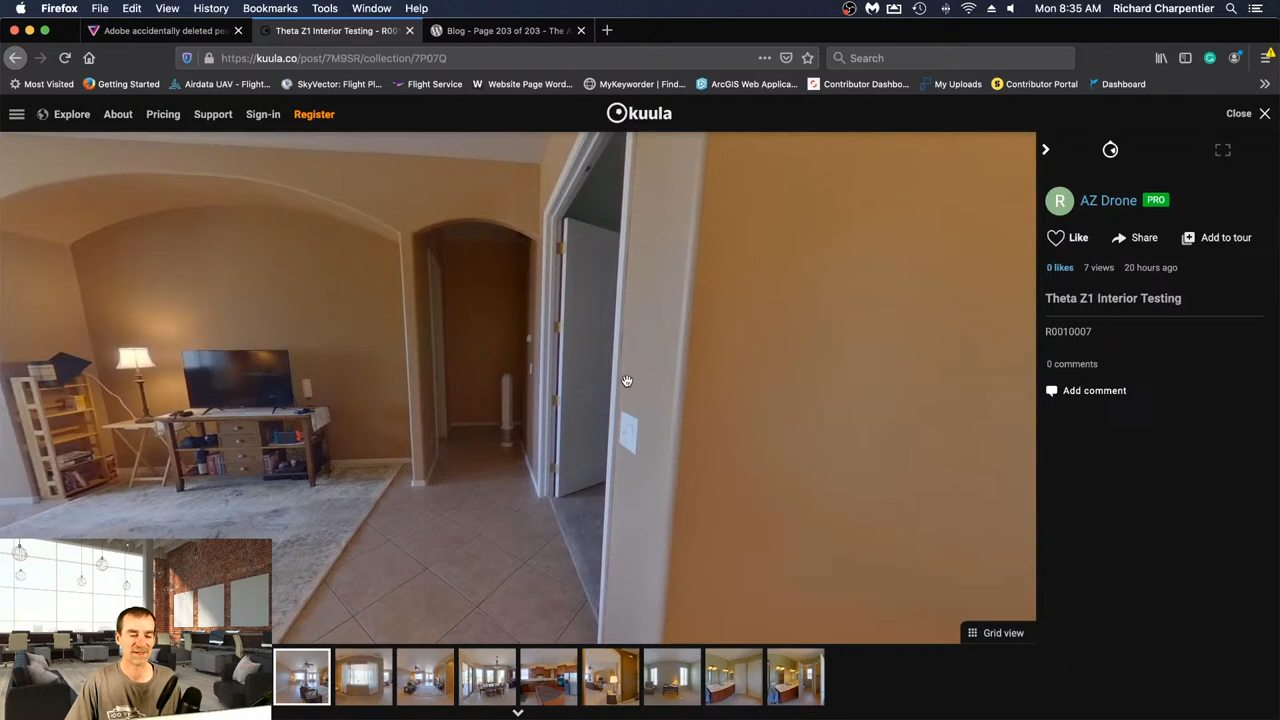 Firefox File Edit View History Bookmarks Tools Window Help Mon 8:35 AM Richard Charpentier
Adobe accidentally deleted pe
Theta Z1 Interior Testing - R00
Blog - Page 203 of 203 - The A
https://kuula.co/post/7M9SR/collection/7P07Q
Search
Most Visited Getting Started Airdata UAV - Flight... SkyVector: Flight Pl... Flight Service Website Page Word... MyKeyworder | Find... ArcGIS Web Applica... Contributor Dashbo... My Uploads Contributor Portal Dashboard
Explore About Pricing Support Sign-in Register kuula Close
R AZ Drone PRO
Like Share Add to tour
0 likes 7 views 20 hours ago
Theta Z1 Interior Testing
R0010007
0 comments
Add comment
Grid view